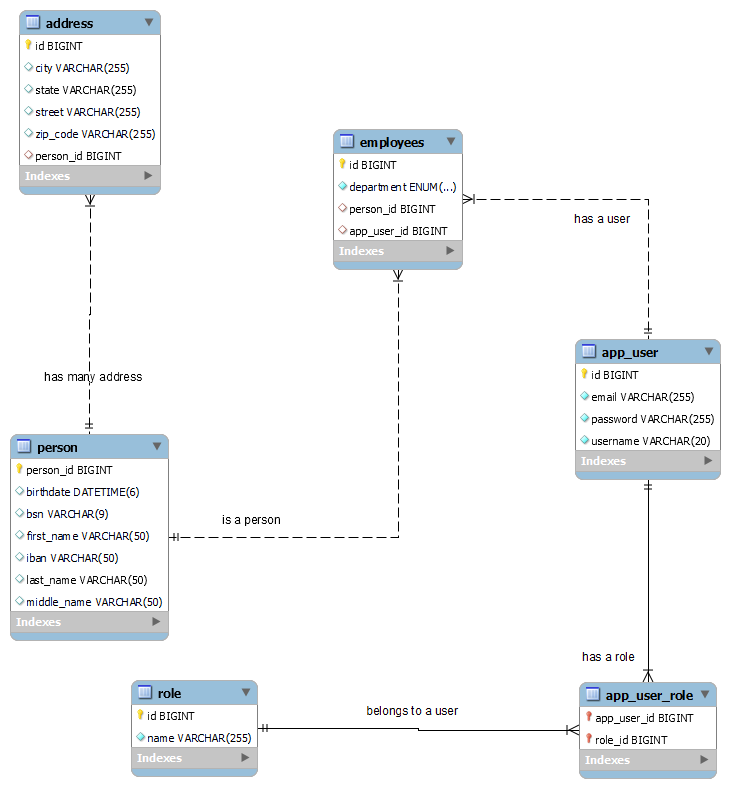 address
id BIGINT
city VARCHAR(255)
state VARCHAR(255)
street VARCHAR(255)
zip_code VARCHAR(255)
person_id BIGINT
Indexes
employees
id BIGINT
department ENUM(...)
person_id BIGINT
app_user_id BIGINT
Indexes
has a user
app_user
id BIGINT
email VARCHAR(255)
password VARCHAR(255)
username VARCHAR(20)
Indexes
has many address
person
person_id BIGINT
birthdate DATETIME(6)
bsn VARCHAR(9)
first_name VARCHAR(50)
iban VARCHAR(50)
last_name VARCHAR(50)
middle_name VARCHAR(50)
Indexes
is a person
has a role
role
id BIGINT
name VARCHAR(255)
Indexes
belongs to a user
app_user_role
app_user_id BIGINT
role_id BIGINT
Indexes